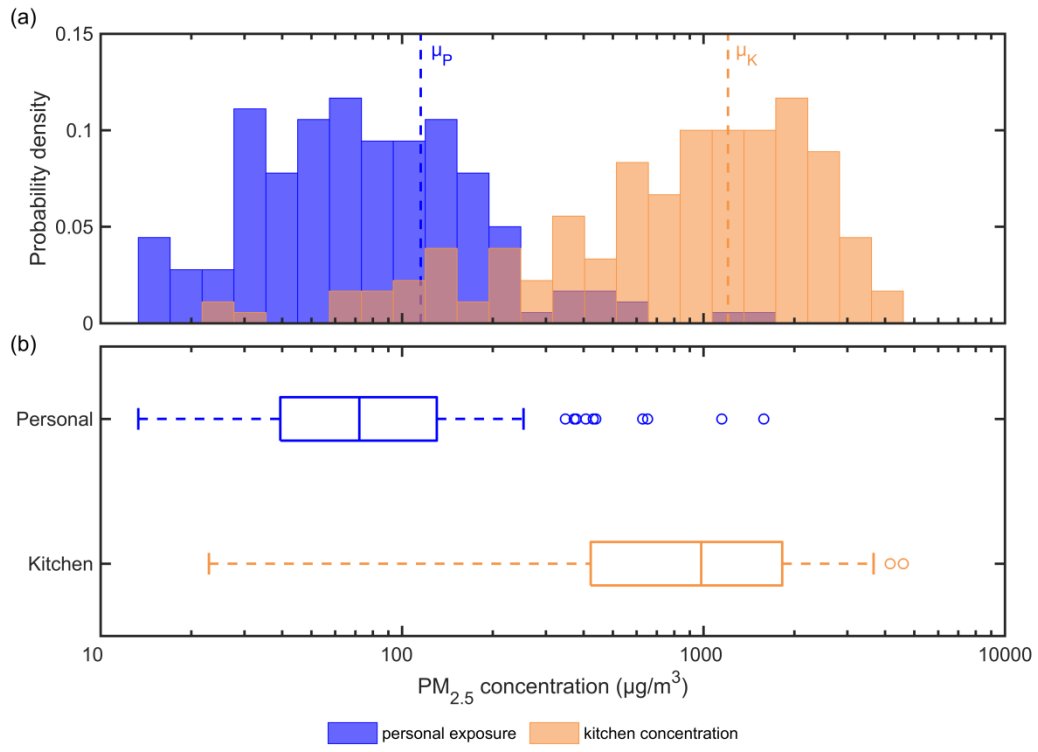 (a)
0.15
0.1
0.05
0
Probability density
μP
μK
(b)
Personal
Kitchen
10
100
1000
10000
PM2.5 concentration (μg/m³)
personal exposure
kitchen concentration